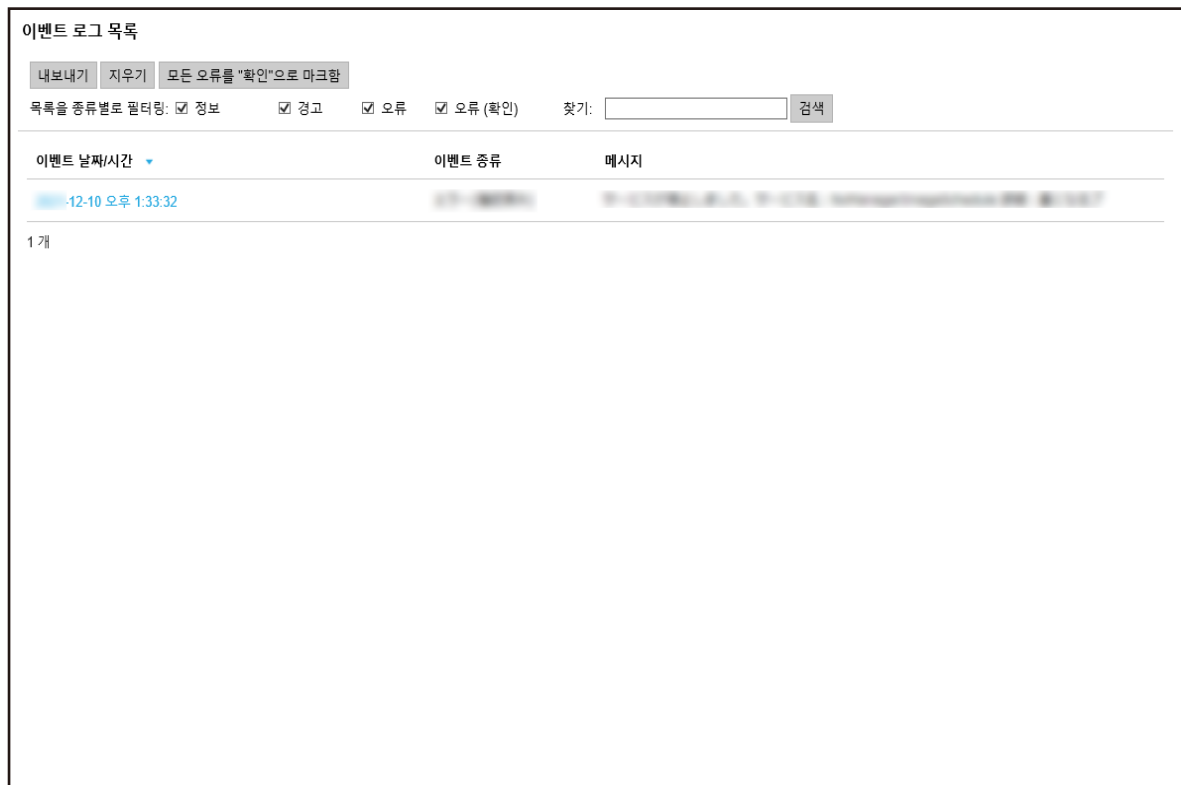 이벤트 로그 목록
내보내기 지우기 모든 오류를 "확인"으로 마크함
목록을 종류별로 필터링: 정보 경고 오류 오류 (확인) 찾기: 검색
이벤트 날짜/시간 이벤트 종류 메시지
-12-10 오후 1:33:32
1 개